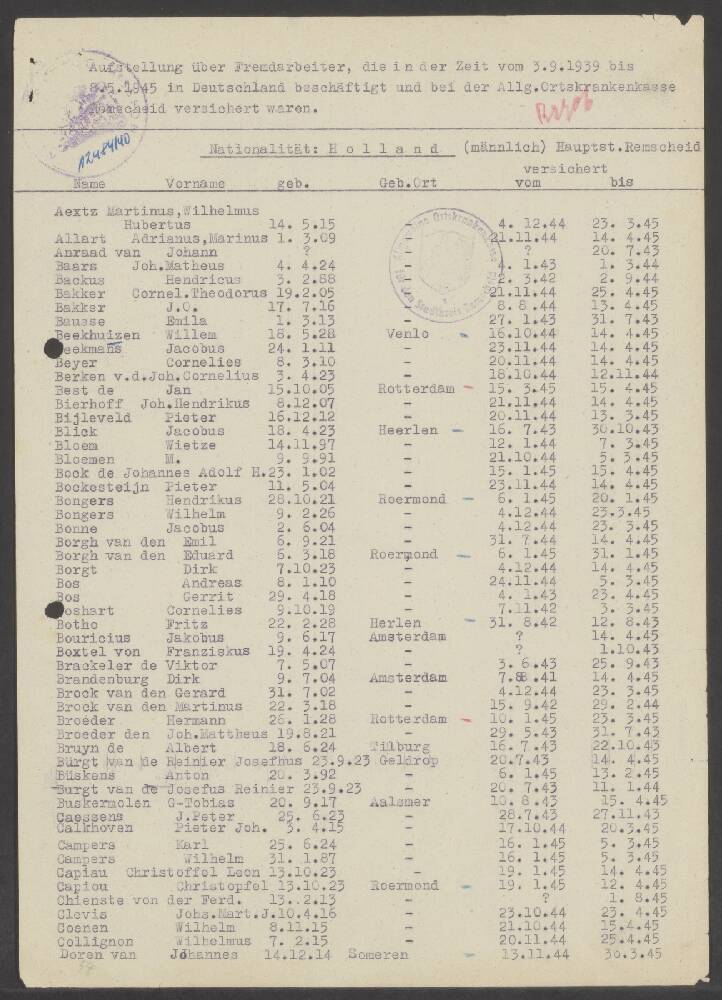 Aufstellung über Fremdarbeiter, die in der Zeit vom 3.9.1939 bis
8.5.1945 in Deutschland beschäftigt und bei der Allg.Ortskrankenkasse
Remscheid versichert waren.
Nationalität: H o l l a n d (männlich) Hauptst.Remscheid
versichert
Name Vorname geb. Geb.Ort vom bis
Aextz Martinus,Wilhelmus
Hubertus 14. 5.15 - 4. 12.44 23. 3.45
Allart Adrianus,Marinus 1. 3.09 - 21.11.44 14. 4.45
Anraad van Johann ? - ? 20. 7.43
Baars Joh.Matheus 4. 4.24 - 4. 1.43 1. 3.44
Backus Hendricus 3. 2.88 - 2. 3.42 2. 9.44
Bakker Cornel.Theodorus 19.2.05 - 21.11.44 25. 4.45
Bakker J.C. 17. 7.16 - 8. 8.44 13. 4.45
Bausse Emila 1. 3.13 - 27. 1.43 31. 7.43
Beekhuizen Willem 18. 5.28 Venlo - 16.10.44 14. 4.45
Beekmans Jacobus 24. 1.11 - 23.11.44 14. 4.45
Beyer Cornelies 8. 3.10 - 20.11.44 14. 4.45
Berken v.d.Joh.Cornelius 3. 4.23 - 18.10.44 12.11.44
Best de Jan 15.10.05 Rotterdam - 15. 3.45 15. 4.45
Bierhoff Joh.Hendrikus 8.12.07 - 21.11.44 14. 4.45
Bijleveld Pieter 16.12.12 - 20.11.44 13. 3.45
Blick Jacobus 18. 4.23 Heerlen - 16. 7.43 30.10.43
Bloem Wietze 14.11.97 - 12. 1.44 7. 3.45
Bloemen M. 9. 9.91 - 21.10.44 5. 3.45
Bock de Johannes Adolf H.23. 1.02 - 15. 1.45 15. 4.45
Bockesteijn Pieter 11. 5.04 - 23.11.44 14. 4.45
Bongers Hendrikus 28.10.21 Roermond - 6. 1.45 20. 1.45
Bongers Wilhelm 9. 2.26 - 4.12.44 23.3.45
Bonne Jacobus 2. 6.04 - 4.12.44 23. 3.45
Borgh van den Emil 6. 9.21 - 31. 7.44 14. 4.45
Borgh van den Eduard 6. 3.18 Roermond - 6. 1.45 31. 1.45
Borgt Dirk 7.10.23 - 4.12.44 14. 4.45
Bos Andreas 8. 1.10 - 24.11.44 5. 3.45
Bos Gerrit 29. 4.18 - 4. 1.43 23. 4.45
Boshart Cornelies 9.10.19 - 7.11.42 3. 3.45
Botho Fritz 22. 2.28 Herlen - 31. 8.42 12. 8.43
Bouricius Jakobus 9. 6.17 Amsterdam ? 14. 4.45
Boxtel von Franziskus 19. 4.24 - ? 1.10.43
Brackeler de Viktor 7. 5.07 - 3. 6.43 25. 9.43
Brandenburg Dirk 9. 7.04 Amsterdam 7.8.41 14. 4.45
Brock van den Gerard 31. 7.02 - 4.12.44 23. 3.45
Brock van den Martinus 22. 3.18 - 15. 9.42 29. 2.44
Broeder Hermann 26. 1.28 Rotterdam - 10. 1.45 23. 3.45
Broeder den Joh.Mattheus 19.8.21 - 29. 5.43 31. 7.43
Bruyn de Albert 18. 6.24 Tilburg 16. 7.43 22.10.43
Bürgt van de Reinier Josefhus 23.9.23 Geldrop 20.7.43 14. 4.45
Büskens Anton 20. 3.92 - 6. 1.45 13. 2.45
Burgt van de Josefus Reinier 23.9.23 - 20. 7.43 11. 1.44
Buskermolen G-Tobias 20. 9.17 Aalsmer 10. 8.43 15. 4.45
Caessens J.Peter 25. 6.23 - 28.7.43 27.11.43
Calkhoven Pieter Joh. 3. 4.15 - 17.10.44 20.3.45
Campers Karl 25. 6.24 - 16. 1.45 5. 3.45
Campers Wilhelm 31. 1.87 - 16. 1.45 5. 3.45
Capiau Christoffel Leon 13.10.23 - 19. 1.45 14. 4.45
Capiou Christopfel 13.10.23 Roermond - 19. 1.45 12. 4.45
Chienste von der Ferd. 13..2.13 - ? 1. 8.45
Clevis Johs.Mart.J.10.4.16 - 23.10.44 23. 4.45
Coenen Wilhelm 8.11.15 - 21.10.44 15.4.45
Collignon Wilhelmus 7. 2.15 - 20.11.44 25.4.45
Doren van Johannes 14.12.14 Someren - 13.11.44 30.3.45